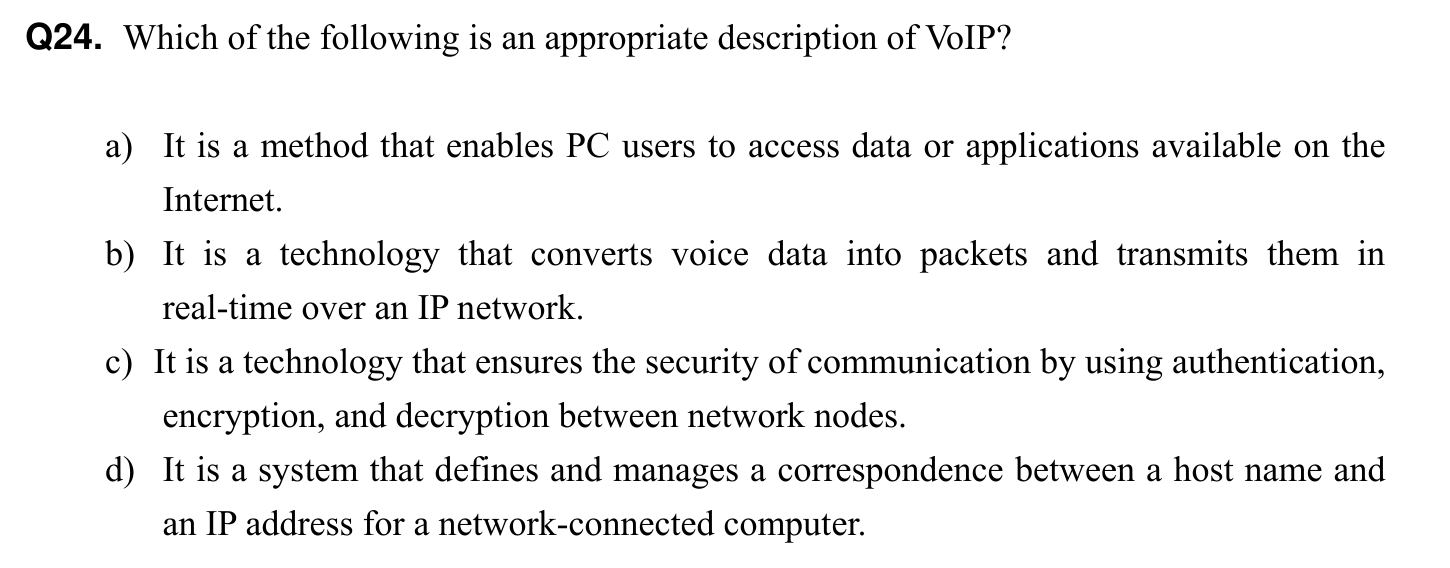 Q24. Which of the following is an appropriate description of VoIP?
a) It is a method that enables PC users to access data or applications available on the
Internet.
b) It is a technology that converts voice data into packets and transmits them in
real-time over an IP network.
c) It is a technology that ensures the security of communication by using authentication,
encryption, and decryption between network nodes.
d) It is a system that defines and manages a correspondence between a host name and
an IP address for a network-connected computer.